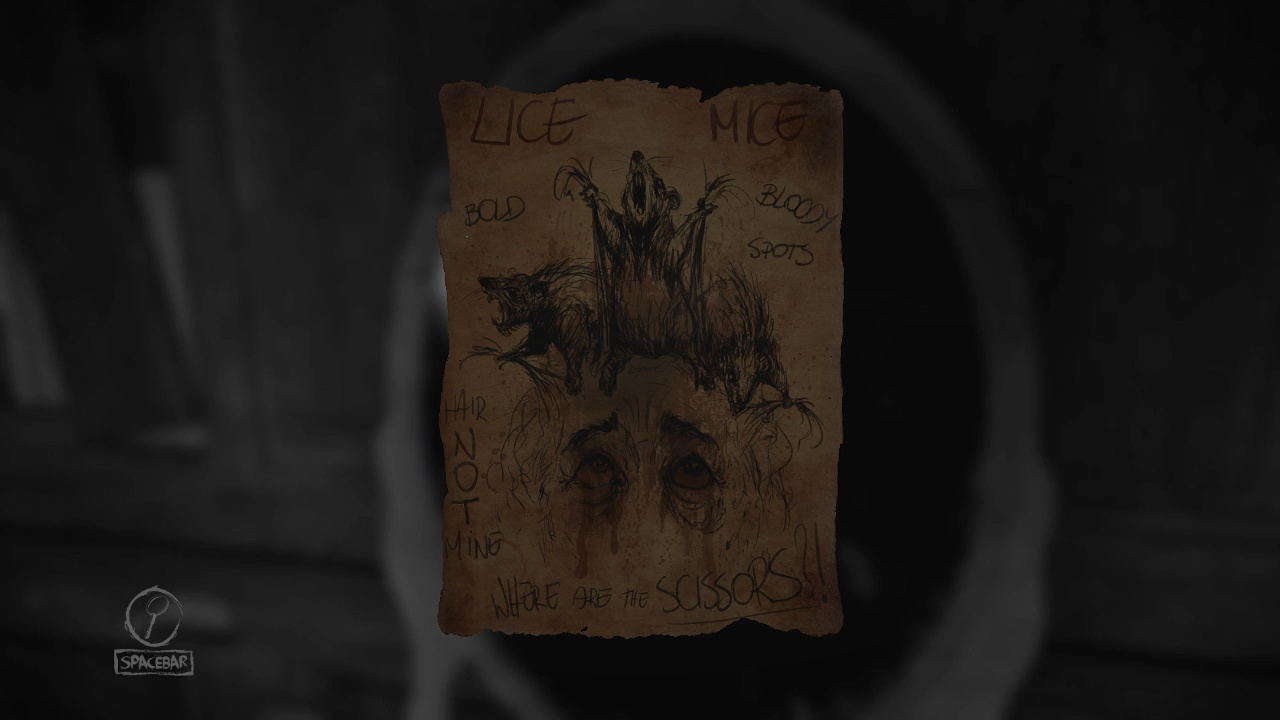 LICE MICE
BOLD
BLOODY
SPOTS
HAIR
NOT
MINE
WHERE ARE THE SCISSORS?!
SPACEBAR